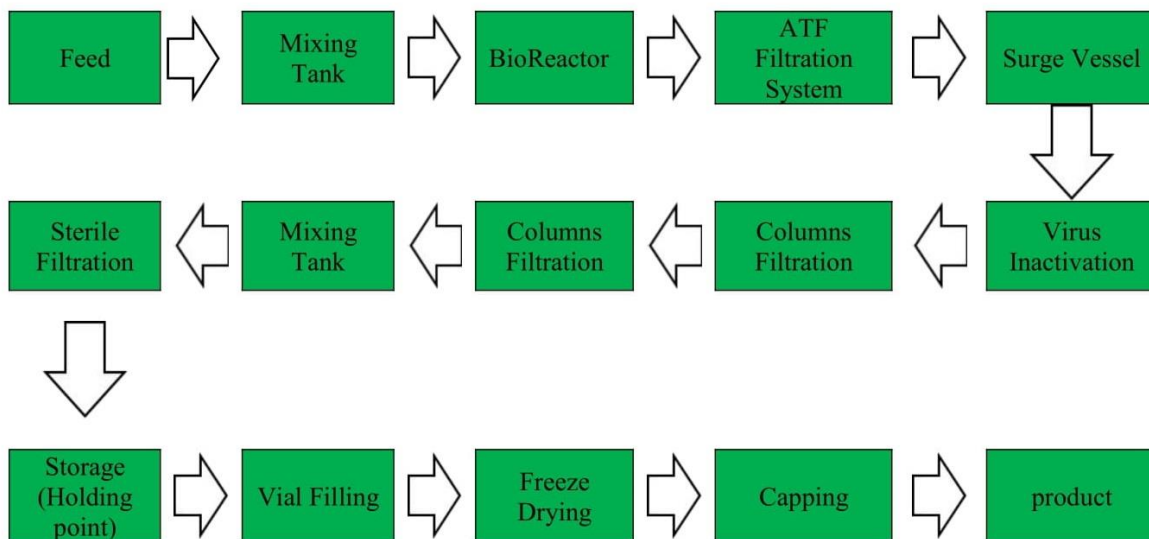 Feed
Mixing
Tank
BioReactor
ATF
Filtration
System
Surge Vessel
Virus
Inactivation
Columns
Filtration
Columns
Filtration
Mixing
Tank
Sterile
Filtration
Storage
(Holding
point)
Vial Filling
Freeze
Drying
Capping
product